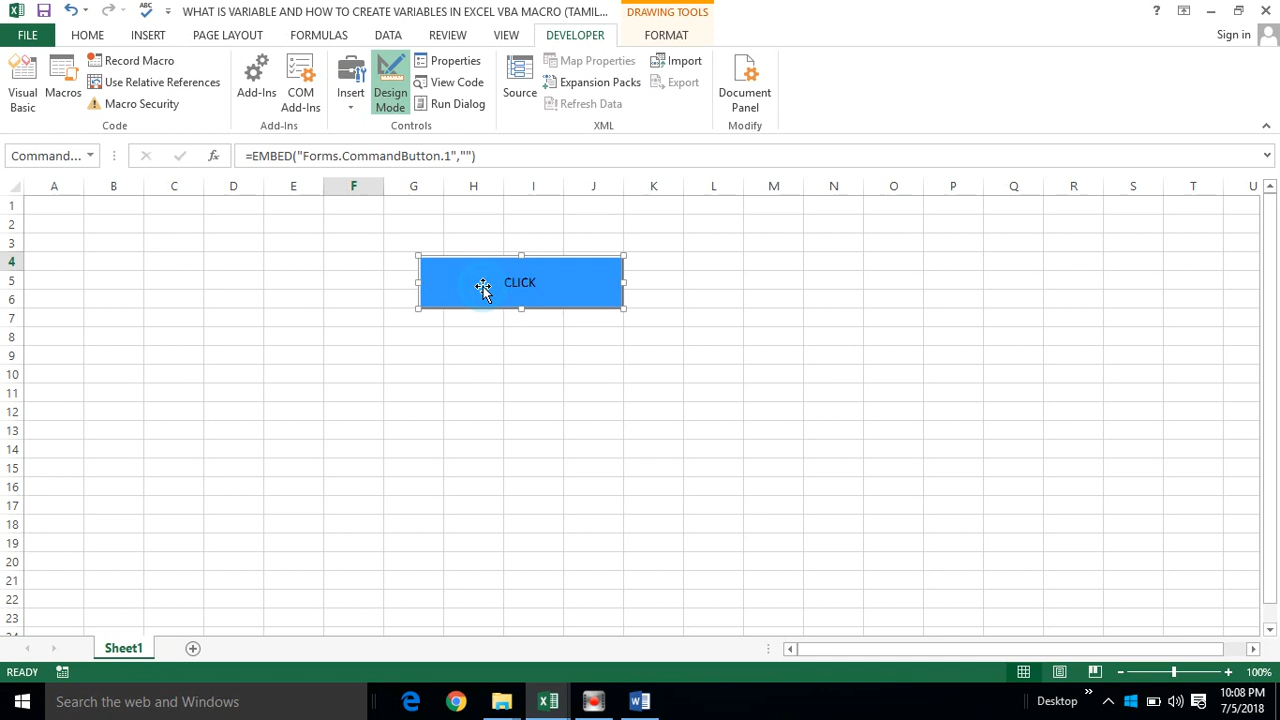 WHAT IS VARIABLE AND HOW TO CREATE VARIABLES IN EXCEL VBA MACRO (TAMIL...
DRAWING TOOLS
?
FILE HOME INSERT PAGE LAYOUT FORMULAS DATA REVIEW VIEW DEVELOPER FORMAT
Sign in
Visual Basic
Macros
Record Macro
Use Relative References
Macro Security
Code
Add-Ins
COM Add-Ins
Add-Ins
Insert
Design Mode
Properties
View Code
Run Dialog
Controls
Source
Map Properties
Expansion Packs
Refresh Data
Import
Export
XML
Document Panel
Modify
Command... fx =EMBED("Forms.CommandButton.1","")
A B C D E F G H I J K L M N O P Q R S T U
1
2
3
4
5
CLICK
6
7
8
9
10
11
12
13
14
15
16
17
18
19
20
21
22
23
24
Sheet1
READY
100%
Search the web and Windows
Desktop
10:08 PM
7/5/2018